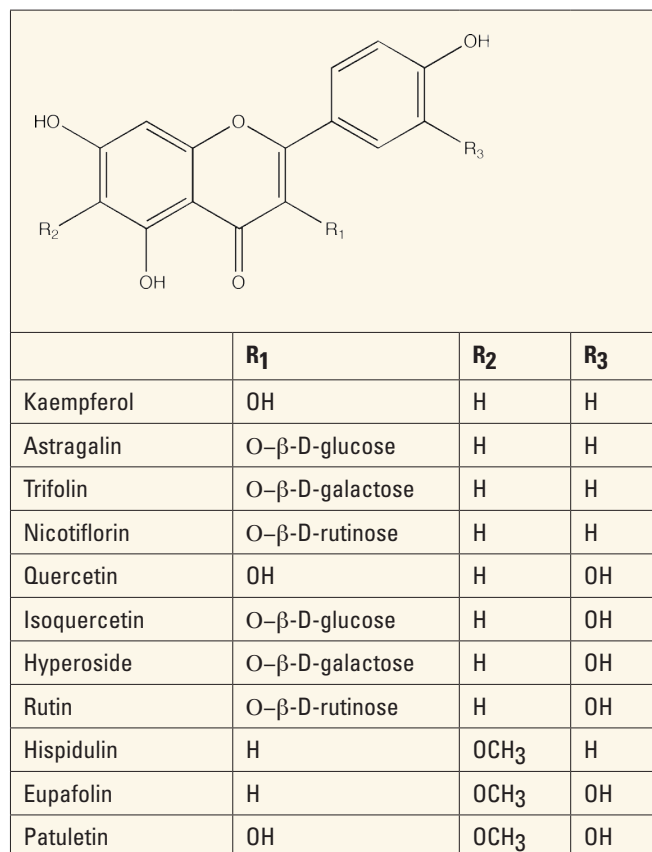 OH
HO
O
R3
R2
R1
OH
O
R1 R2 R3
Kaempferol OH H H
Astragalin O–β-D-glucose H H
Trifolin O–β-D-galactose H H
Nicotiflorin O–β-D-rutinose H H
Quercetin OH H OH
Isoquercetin O–β-D-glucose H OH
Hyperoside O–β-D-galactose H OH
Rutin O–β-D-rutinose H OH
Hispidulin H OCH3 H
Eupafolin H OCH3 OH
Patuletin OH OCH3 OH